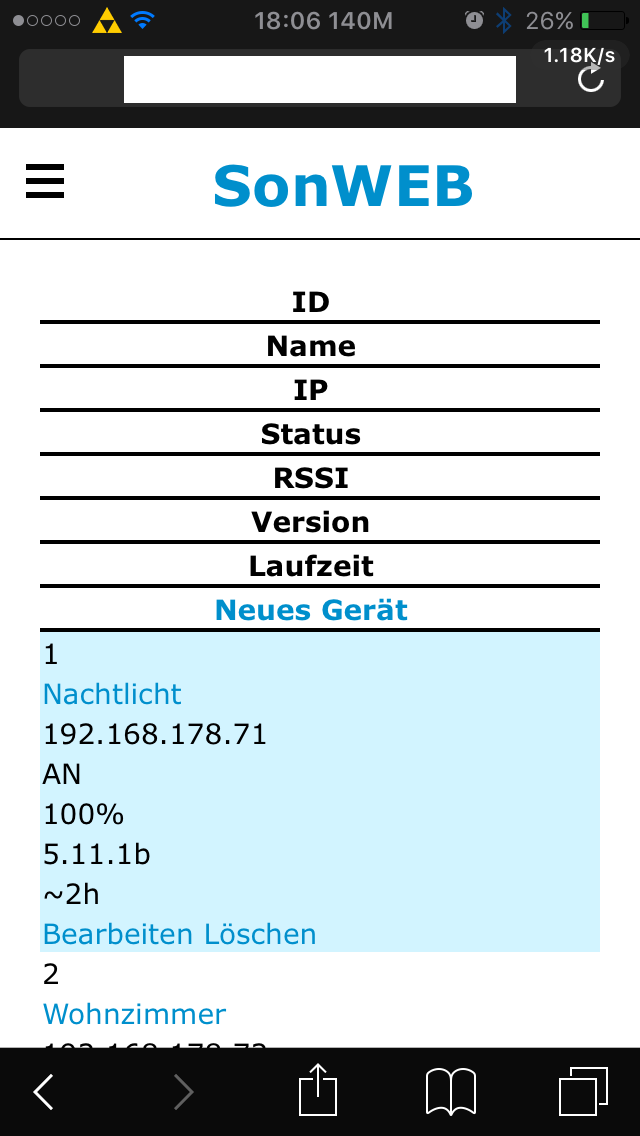 18:06 140M
26%
1.18K/s
SonWEB
ID
Name
IP
Status
RSSI
Version
Laufzeit
Neues Gerät
1
Nachtlicht
192.168.178.71
AN
100%
5.11.1b
~2h
Bearbeiten Löschen
2
Wohnzimmer